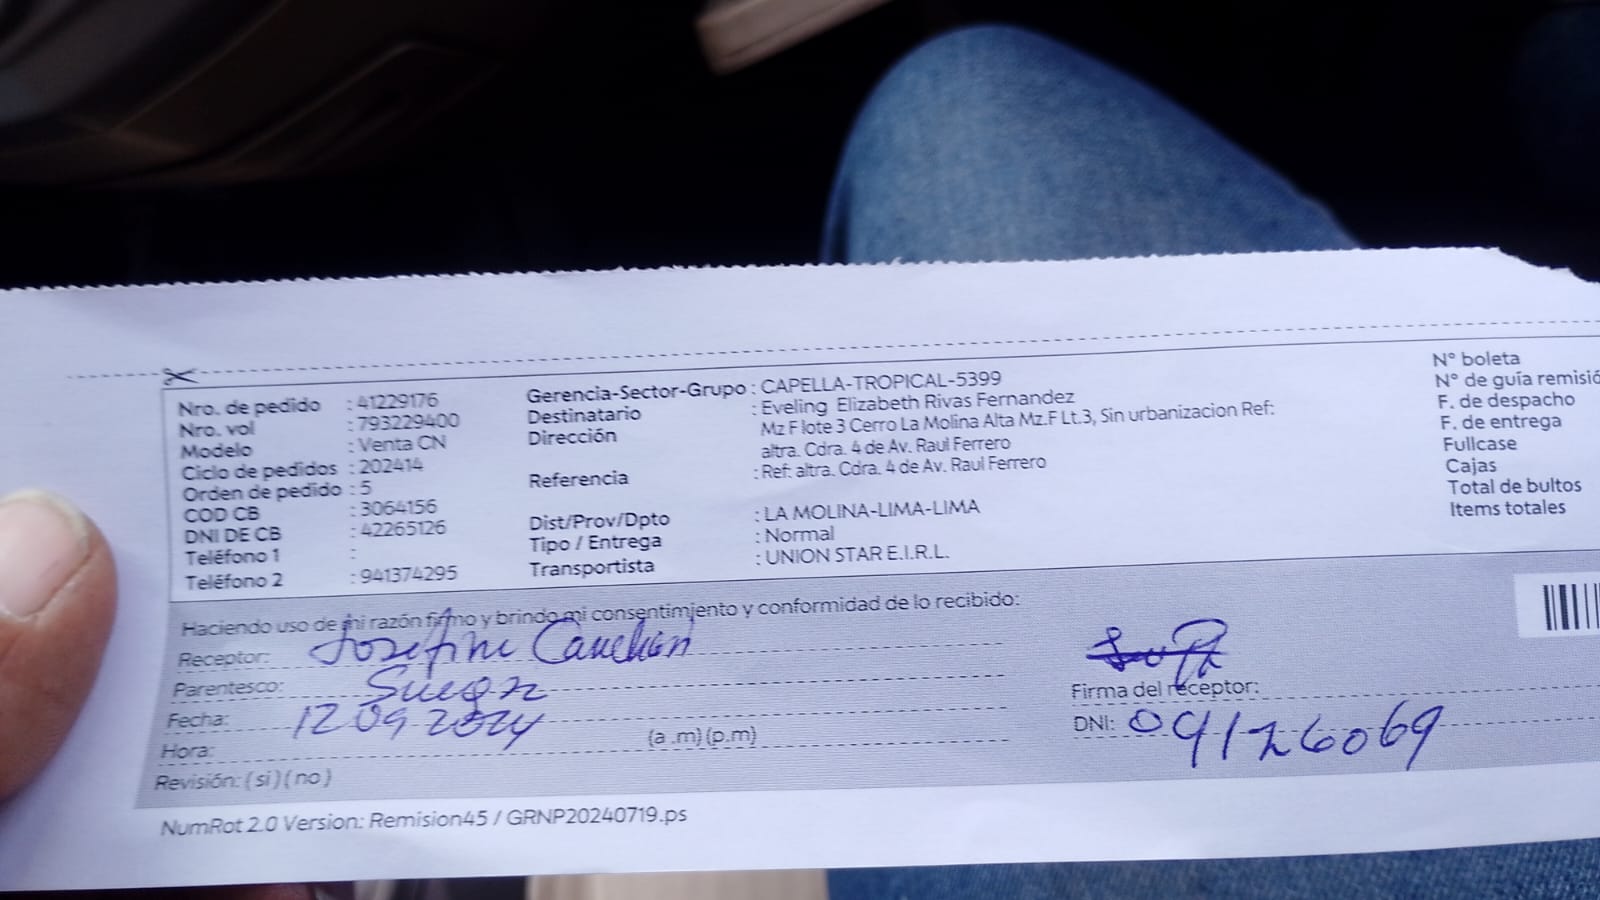 Nro. de pedido : 41229176
Nro. vol : 793229400
Modelo : Venta CN
Ciclo de pedidos : 202414
Orden de pedido : 5
COD CB : 3064156
DNI DE CB : 42265126
Teléfono 1 :
Teléfono 2 : 941374295
Gerencia-Sector-Grupo : CAPELLA-TROPICAL-5399
Destinatario : Eveling Elizabeth Rivas Fernandez
Dirección Mz F lote 3 Cerro La Molina Alta Mz.F Lt.3, Sin urbanizacion Ref:
altra. Cdra. 4 de Av. Raul Ferrero
Referencia : Ref: altra. Cdra. 4 de Av. Raul Ferrero
Dist/Prov/Dpto : LA MOLINA-LIMA-LIMA
Tipo / Entrega : Normal
Transportista : UNION STAR E.I.R.L.
N° boleta
N° de guía remisió
F. de despacho
F. de entrega
Fullcase
Cajas
Total de bultos
Items totales
Haciendo uso de mi razón firmo y brindo mi consentimiento y conformidad de lo recibido:
Receptor: Josefina
Parentesco: Suegra
Fecha: 12 09 2024
Hora: (a .m) (p.m)
Revisión: ( si ) ( no )
Firma del receptor:
DNI: 09126069
NumRot 2.0 Version: Remision45 / GRNP20240719.ps